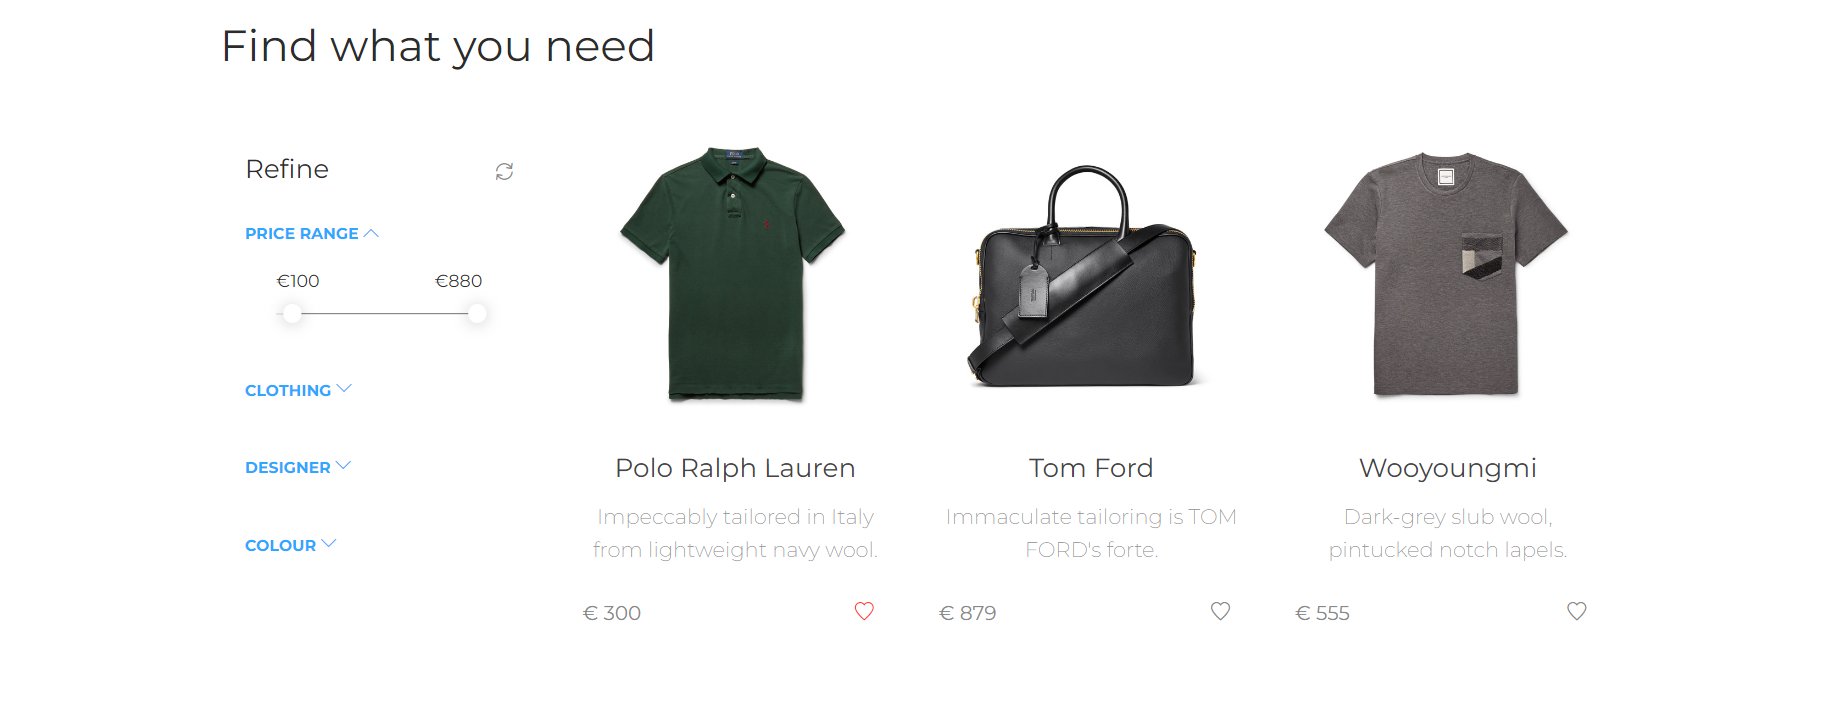 Find what you need
Refine
PRICE RANGE
€100 €880
CLOTHING
DESIGNER
COLOUR
Polo Ralph Lauren
Impeccably tailored in Italy
from lightweight navy wool.
€ 300
Tom Ford
Immaculate tailoring is TOM
FORD's forte.
€ 879
Wooyoungmi
Dark-grey slub wool,
pintucked notch lapels.
€ 555